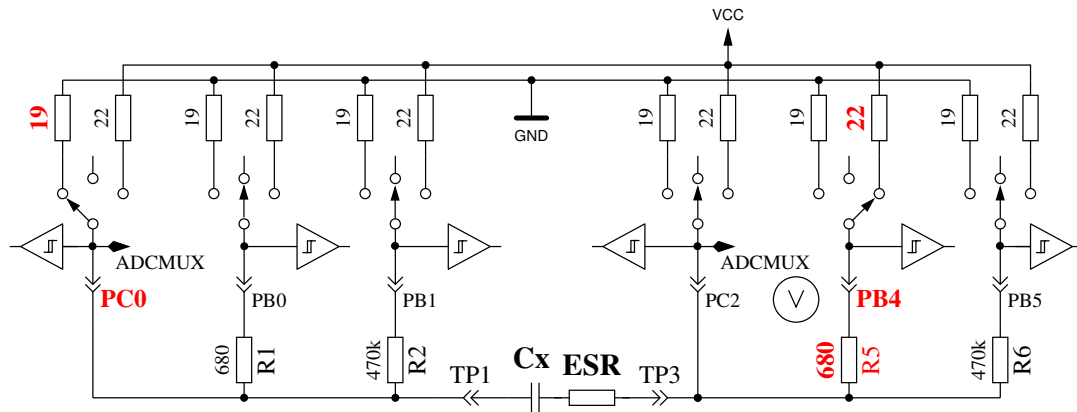 VCC
19
22
19
22
19
22
GND
19
22
19
22
19
22
ADCMUX
ADCMUX
PC0
PB0
PB1
PC2
V
PB4
PB5
680
R1
470k
R2
680
R5
470k
R6
TP1
Cx
ESR
TP3